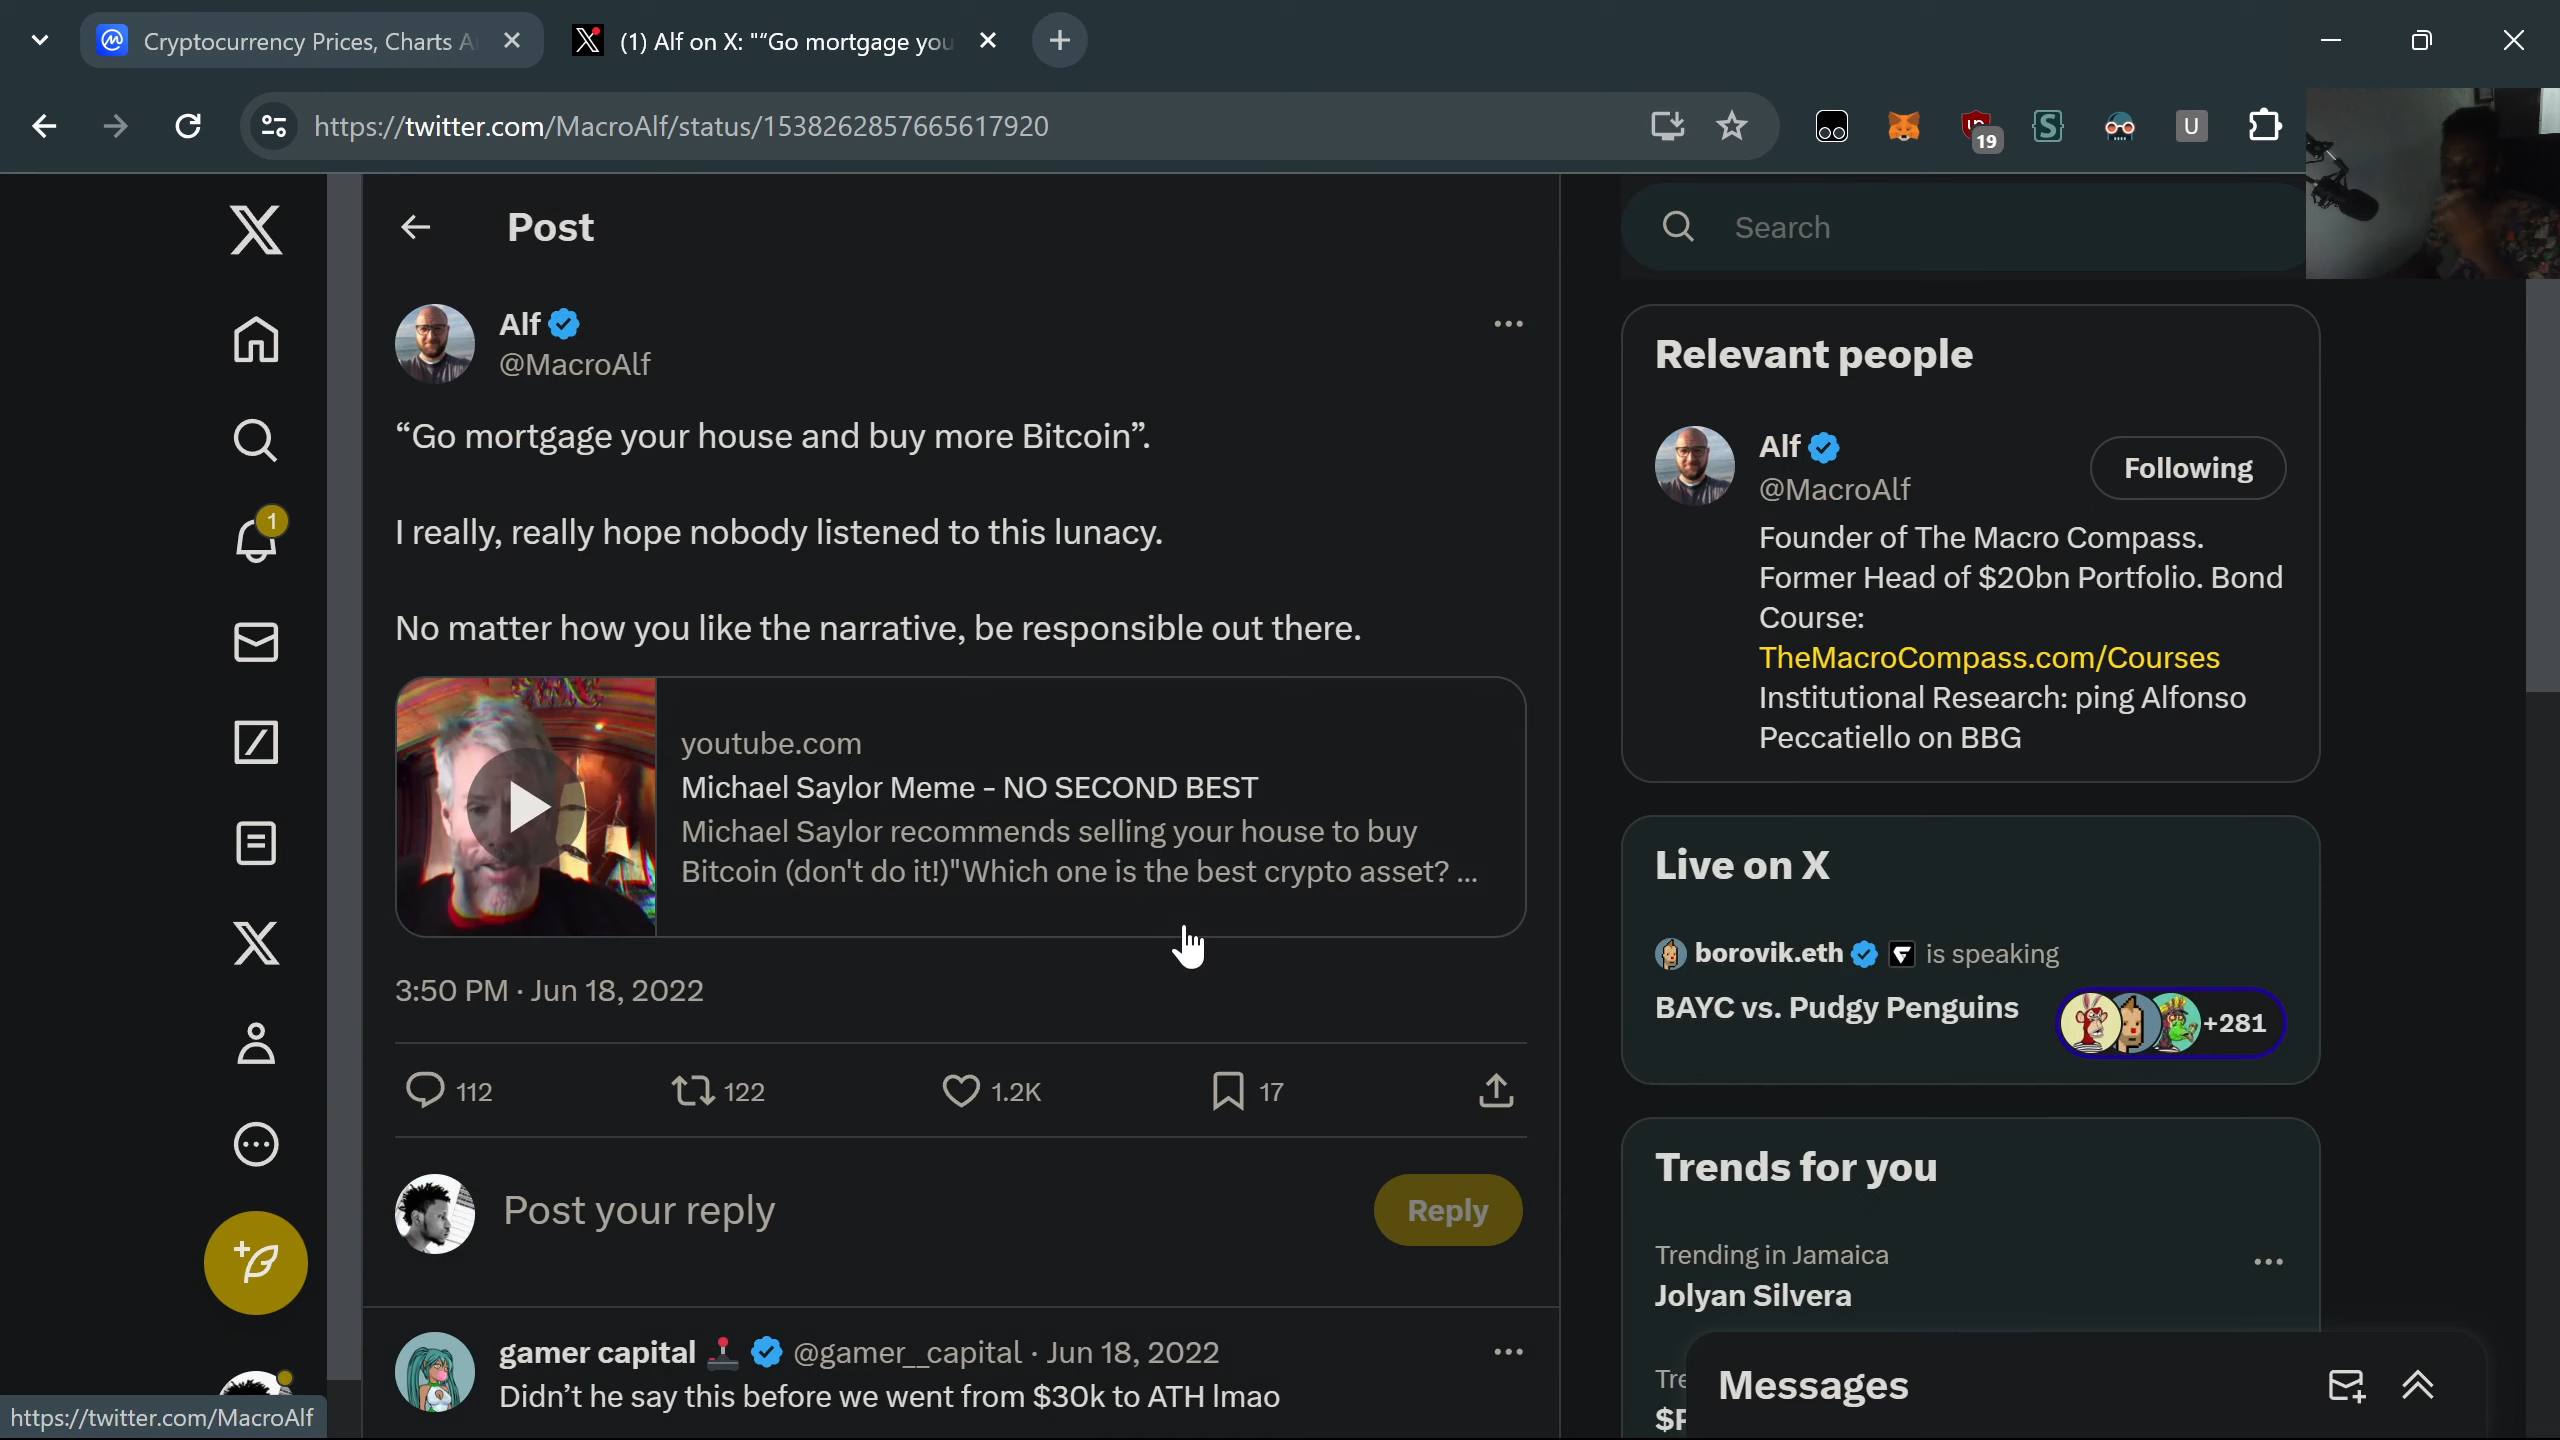 Cryptocurrency Prices, Charts A
(1) Alf on X: "“Go mortgage you
https://twitter.com/MacroAlf/status/1538262857665617920
19
U
Post
Search
Alf
@MacroAlf
“Go mortgage your house and buy more Bitcoin”.
I really, really hope nobody listened to this lunacy.
No matter how you like the narrative, be responsible out there.
youtube.com
Michael Saylor Meme - NO SECOND BEST
Michael Saylor recommends selling your house to buy
Bitcoin (don't do it!)"Which one is the best crypto asset? ...
3:50 PM · Jun 18, 2022
112
122
1.2K
17
Post your reply
Reply
gamer capital @gamer__capital · Jun 18, 2022
Didn’t he say this before we went from $30k to ATH lmao
1
https://twitter.com/MacroAlf
Relevant people
Alf
@MacroAlf
Following
Founder of The Macro Compass.
Former Head of $20bn Portfolio. Bond
Course:
TheMacroCompass.com/Courses
Institutional Research: ping Alfonso
Peccatiello on BBG
Live on X
borovik.eth is speaking
BAYC vs. Pudgy Penguins
+281
Trends for you
Trending in Jamaica
Jolyan Silvera
Messages